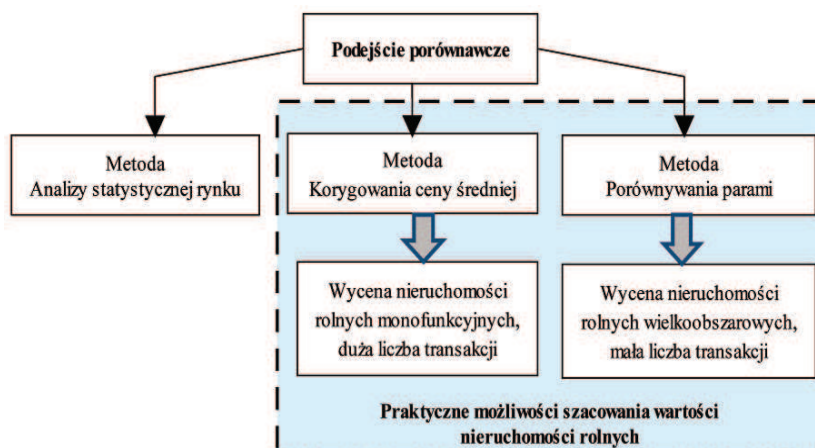 Podejście porównawcze
Metoda
Analizy statystycznej rynku
Metoda
Korygowania ceny średniej
Metoda
Porównywania parami
Wycena nieruchomości
rolnych monofunkcyjnych,
duża liczba transakcji
Wycena nieruchomości
rolnych wielkoobszarowych,
mała liczba transakcji
Praktyczne możliwości szacowania wartości
nieruchomości rolnych